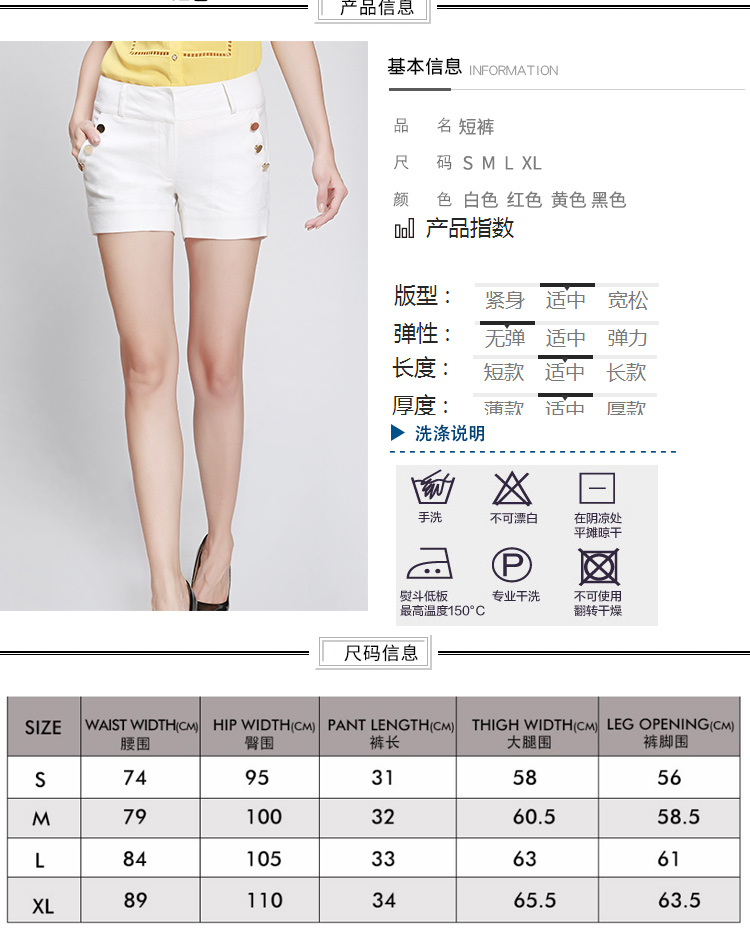 产品信息
基本信息 INFORMATION
品 名 短裤
尺 码 S M L XL
颜 色 白色 红色 黄色 黑色
产品指数
版型： 紧身 适中 宽松
弹性： 无弹 适中 弹力
长度： 短款 适中 长款
厚度： 薄款 适中 厚款
洗涤说明
手洗 不可漂白 在阴凉处
平摊晾干
P
熨斗低板 专业干洗 不可使用
最高温度150°C 翻转干燥
尺码信息
SIZE WAIST WIDTH(CM) HIP WIDTH(CM) PANT LENGTH(CM) THIGH WIDTH(CM) LEG OPENING(CM)
腰围 臀围 裤长 大腿围 裤脚围
S 74 95 31 58 56
M 79 100 32 60.5 58.5
L 84 105 33 63 61
XL 89 110 34 65.5 63.5